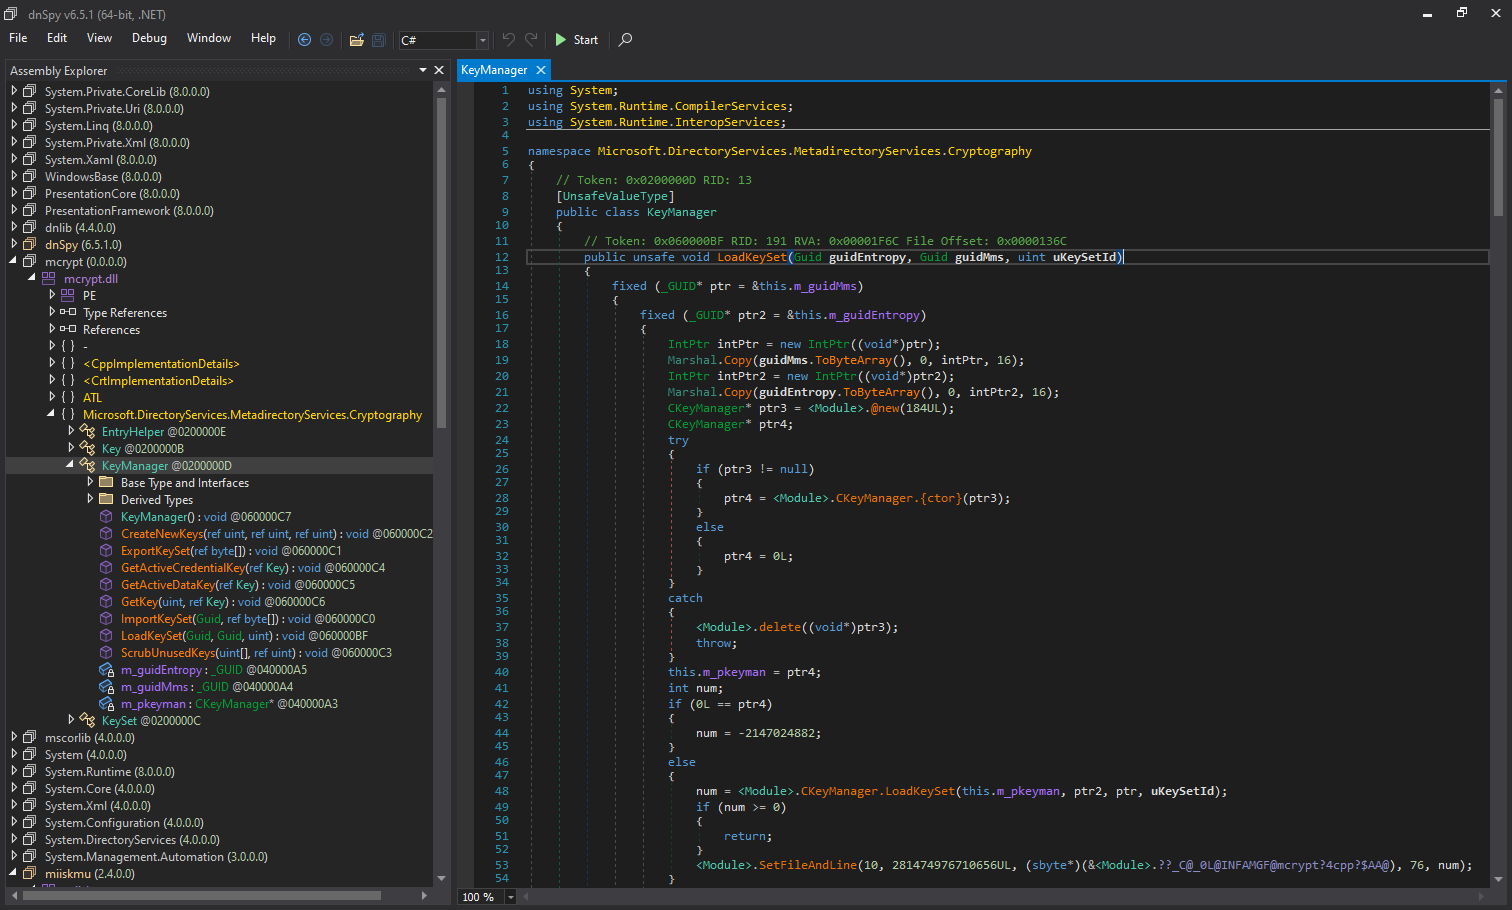 dnSpy v6.5.1 (64-bit, .NET)
File Edit View Debug Window Help C# Start
Assembly Explorer
System.Private.CoreLib (8.0.0.0)
System.Private.Uri (8.0.0.0)
System.Linq (8.0.0.0)
System.Private.Xml (8.0.0.0)
System.Xaml (8.0.0.0)
WindowsBase (8.0.0.0)
PresentationCore (8.0.0.0)
PresentationFramework (8.0.0.0)
dnlib (4.4.0.0)
dnSpy (6.5.1.0)
mcrypt (0.0.0.0)
mcrypt.dll
PE
Type References
References
{ } -
{ } <CppImplementationDetails>
{ } <CrtImplementationDetails>
{ } ATL
{ } Microsoft.DirectoryServices.MetadirectoryServices.Cryptography
EntryHelper @0200000E
Key @0200000B
KeyManager @0200000D
Base Type and Interfaces
Derived Types
KeyManager() : void @060000C7
CreateNewKeys(ref uint, ref uint, ref uint) : void @060000C2
ExportKeySet(ref byte[]) : void @060000C1
GetActiveCredentialKey(ref Key) : void @060000C4
GetActiveDataKey(ref Key) : void @060000C5
GetKey(uint, ref Key) : void @060000C6
ImportKeySet(Guid, ref byte[]) : void @060000C0
LoadKeySet(Guid, Guid, uint) : void @060000BF
ScrubUnusedKeys(uint[], ref uint) : void @060000C3
m_guidEntropy : _GUID @040000A5
m_guidMms : _GUID @040000A4
m_pkeyman : CKeyManager* @040000A3
KeySet @0200000C
mscorlib (4.0.0.0)
System (4.0.0.0)
System.Runtime (8.0.0.0)
System.Core (4.0.0.0)
System.Xml (4.0.0.0)
System.Configuration (4.0.0.0)
System.DirectoryServices (4.0.0.0)
System.Management.Automation (3.0.0.0)
miiskmu (2.4.0.0)
KeyManager
1 using System;
2 using System.Runtime.CompilerServices;
3 using System.Runtime.InteropServices;
4
5 namespace Microsoft.DirectoryServices.MetadirectoryServices.Cryptography
6 {
7 // Token: 0x0200000D RID: 13
8 [UnsafeValueType]
9 public class KeyManager
10 {
11 // Token: 0x060000BF RID: 191 RVA: 0x00001F6C File Offset: 0x0000136C
12 public unsafe void LoadKeySet(Guid guidEntropy, Guid guidMms, uint uKeySetId)
13 {
14 fixed (_GUID* ptr = &this.m_guidMms)
15 {
16 fixed (_GUID* ptr2 = &this.m_guidEntropy)
17 {
18 IntPtr intPtr = new IntPtr((void*)ptr);
19 Marshal.Copy(guidMms.ToByteArray(), 0, intPtr, 16);
20 IntPtr intPtr2 = new IntPtr((void*)ptr2);
21 Marshal.Copy(guidEntropy.ToByteArray(), 0, intPtr2, 16);
22 CKeyManager* ptr3 = <Module>.@new(184UL);
23 CKeyManager* ptr4;
24 try
25 {
26 if (ptr3 != null)
27 {
28 ptr4 = <Module>.CKeyManager.{ctor}(ptr3);
29 }
30 else
31 {
32 ptr4 = 0L;
33 }
34 }
35 catch
36 {
37 <Module>.delete((void*)ptr3);
38 throw;
39 }
40 this.m_pkeyman = ptr4;
41 int num;
42 if (0L == ptr4)
43 {
44 num = -2147024882;
45 }
46 else
47 {
48 num = <Module>.CKeyManager.LoadKeySet(this.m_pkeyman, ptr2, ptr, uKeySetId);
49 if (num >= 0)
50 {
51 return;
52 }
53 <Module>.SetFileAndLine(10, 281474976710656UL, (sbyte*)(&<Module>.??_C@_0L@INFAMGF@mcrypt?4cpp?$AA@), 76, num);
54 }
100 %